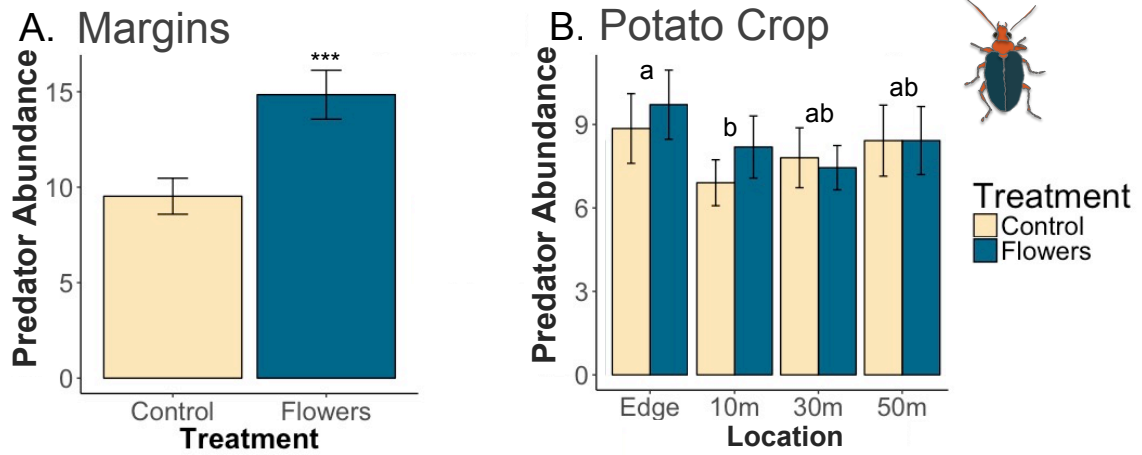 A. Margins
Predator Abundance
15
10
5
0
***
Control
Flowers
Treatment
B. Potato Crop
Predator Abundance
9
6
3
0
a
b
ab
ab
Edge
10m
30m
50m
Location
Treatment
Control
Flowers